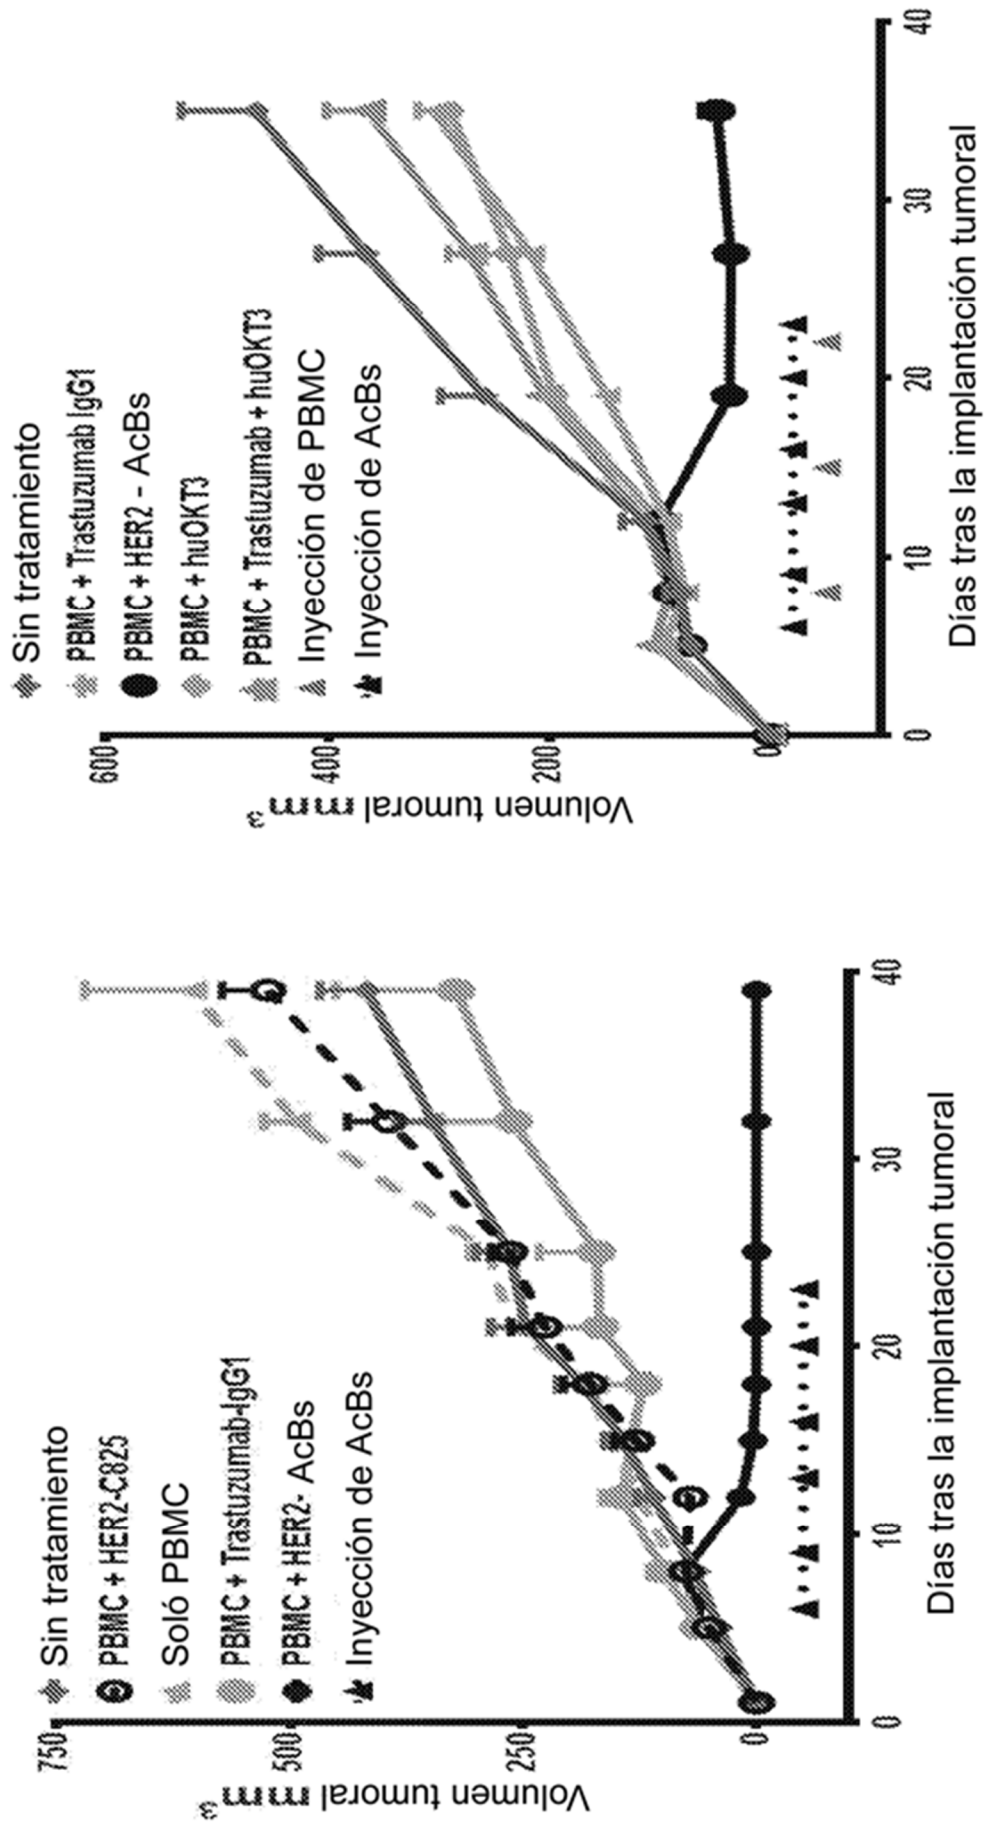 750
500
250
0
Volumen tumoral mm3
Sin tratamiento
PBMC + HER2-C825
Soló PBMC
PBMC + Trastuzumab-IgG1
PBMC + HER2- AcBs
Inyección de AcBs
0
10
20
30
40
Días tras la implantación tumoral
600
400
200
0
Volumen tumoral mm3
Sin tratamiento
PBMC + Trastuzumab IgG1
PBMC + HER2 - AcBs
PBMC + huOKT3
PBMC + Trastuzumab + huOKT3
Inyección de PBMC
Inyección de AcBs
0
10
20
30
40
Días tras la implantación tumoral